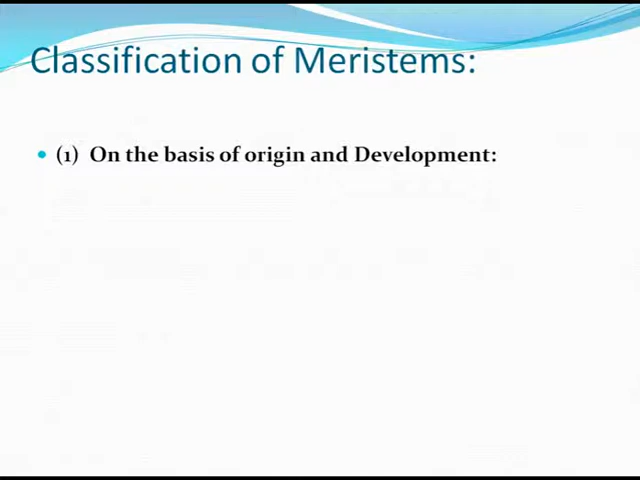 Classification of Meristems:
(1) On the basis of origin and Development: